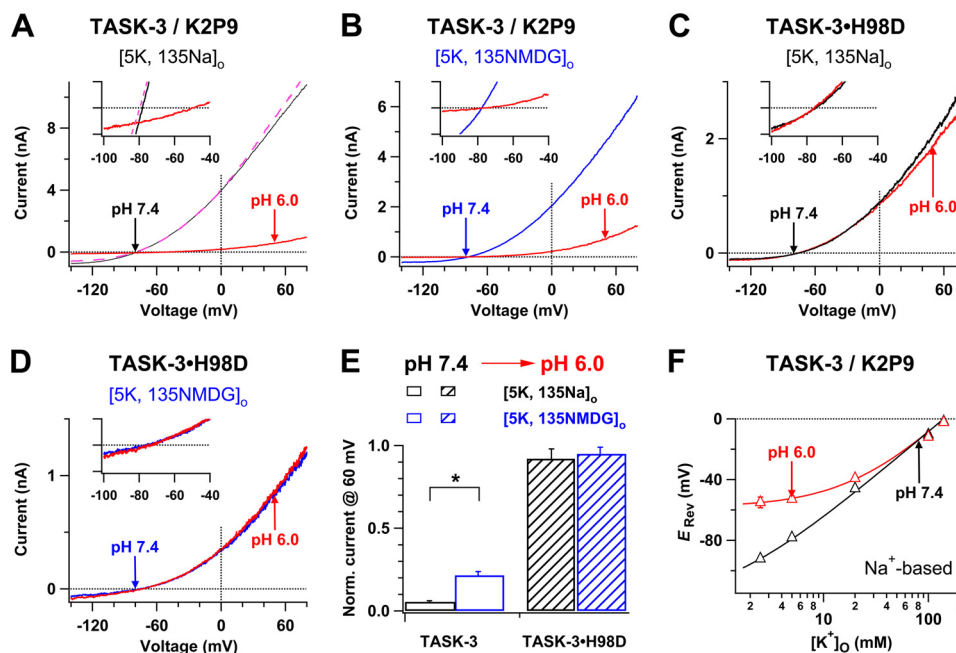 A TASK-3 / K2P9
[5K, 135Na]o
Current (nA)
8
4
0
-100 -80 -60 -40
pH 7.4
pH 6.0
-120 -60 0 60
Voltage (mV)
B TASK-3 / K2P9
[5K, 135NMDG]o
Current (nA)
6
4
2
0
-100 -80 -60 -40
pH 7.4
pH 6.0
-120 -60 0 60
Voltage (mV)
C TASK-3•H98D
[5K, 135Na]o
Current (nA)
2
0
-100 -80 -60 -40
pH 7.4
pH 6.0
-120 -60 0 60
Voltage (mV)
D TASK-3•H98D
[5K, 135NMDG]o
Current (nA)
1
0
-100 -80 -60 -40
pH 7.4
pH 6.0
-120 -60 0 60
Voltage (mV)
E pH 7.4 pH 6.0
[5K, 135Na]o
[5K, 135NMDG]o
Norm. current @ 60 mV
1.0
0.5
0.0
*
TASK-3 TASK-3•H98D
F TASK-3 / K2P9
ERev (mV)
0
-40
-80
pH 6.0
pH 7.4
Na+-based
2 4 6 8 10 2 4 6 8 100
[K+]O (mM)